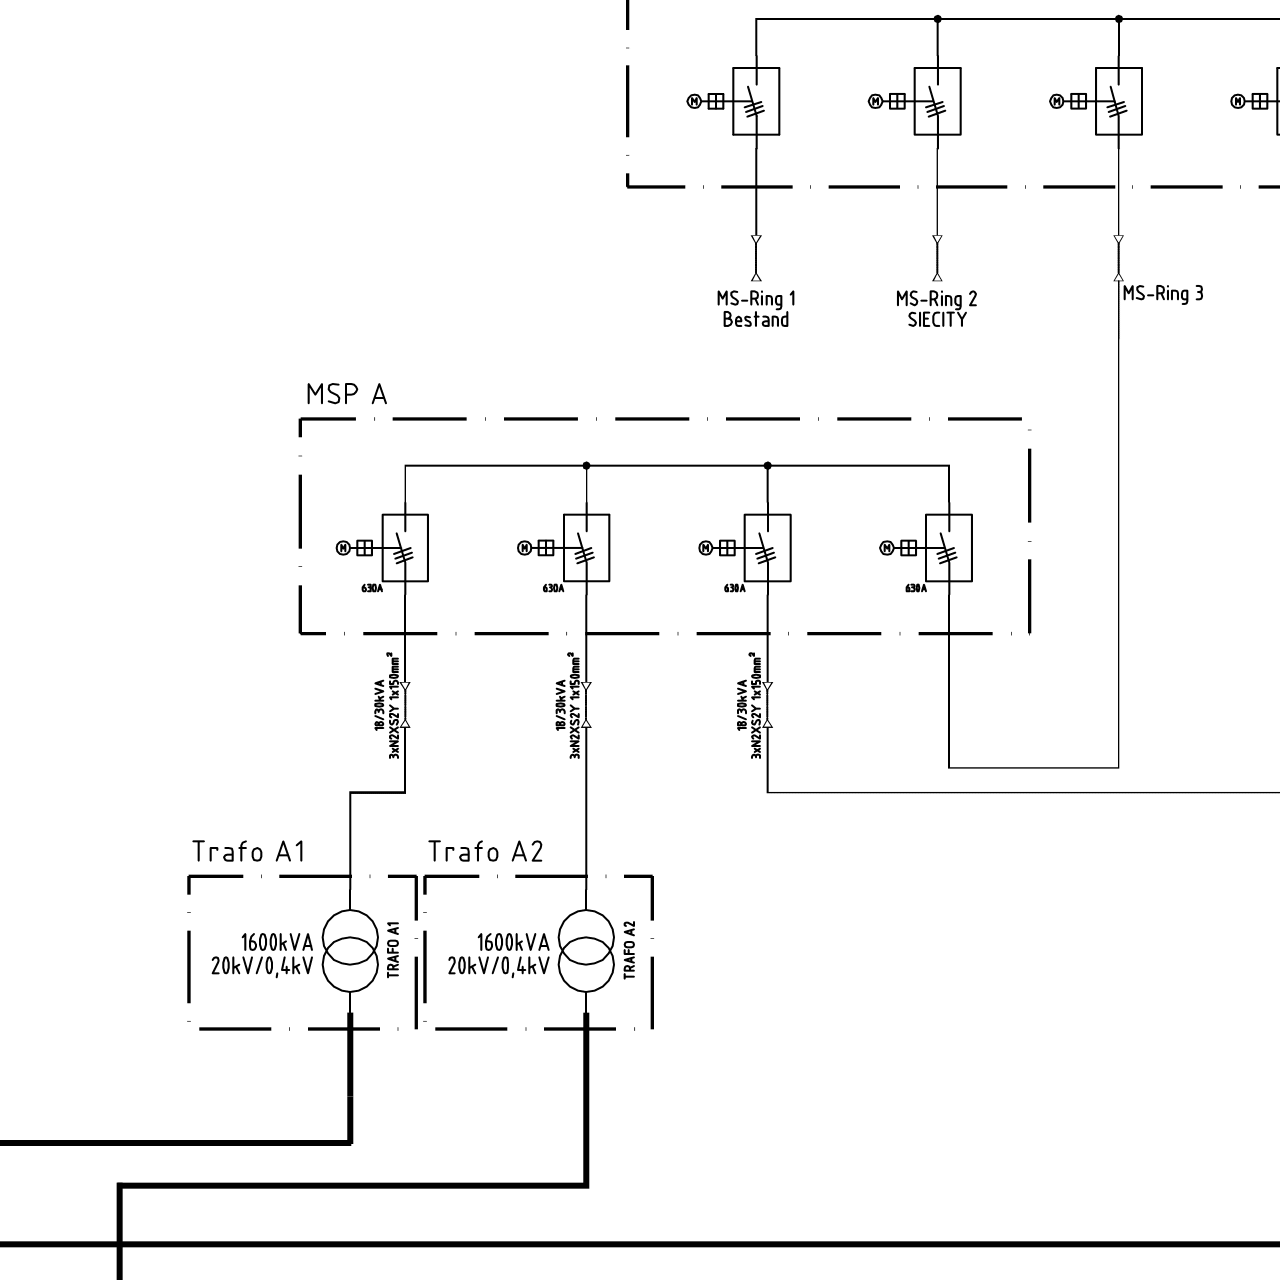 M
M
M
M
MS-Ring 1
Bestand
MS-Ring 2
SIECITY
MS-Ring 3
MSP A
M
M
M
M
630A
630A
630A
630A
18/30kVA
3xN2XS2Y 1x150mm²
18/30kVA
3xN2XS2Y 1x150mm²
18/30kVA
3xN2XS2Y 1x150mm²
Trafo A1
1600kVA
20kV/0,4kV
TRAFO A1
Trafo A2
1600kVA
20kV/0,4kV
TRAFO A2